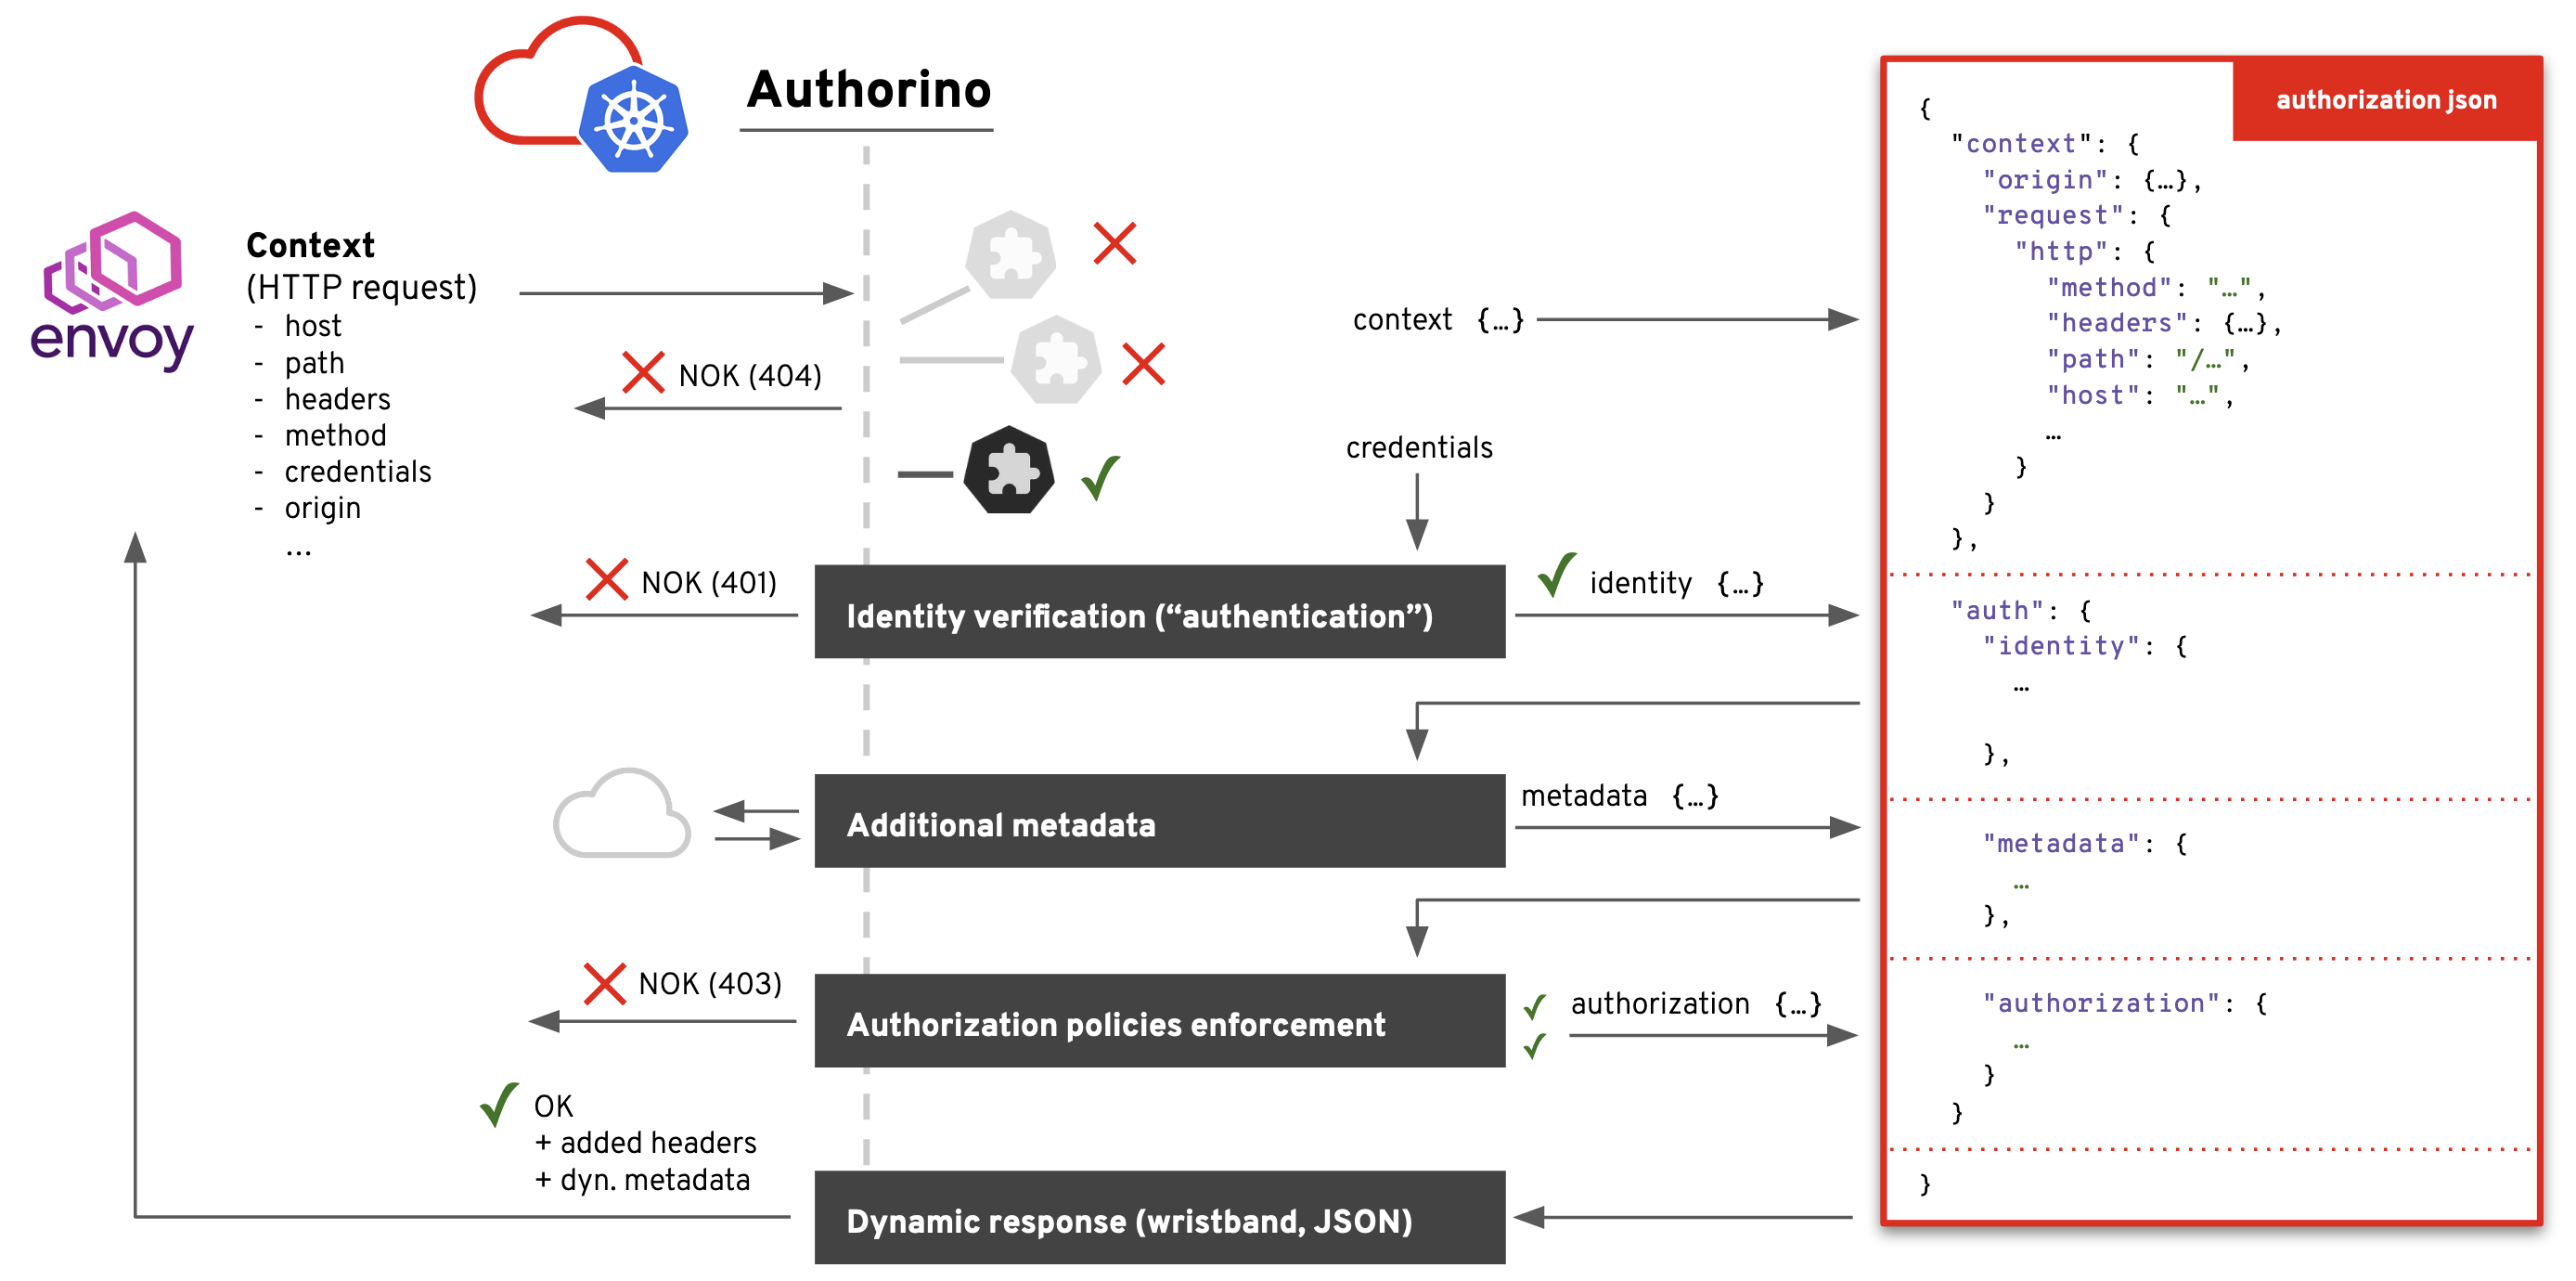 Authorino
envoy
Context
(HTTP request)
- host
- path
- headers
- method
- credentials
- origin
...
NOK (404)
context {…}
credentials
NOK (401)
Identity verification (“authentication”)
identity {…}
Additional metadata
metadata {…}
NOK (403)
Authorization policies enforcement
authorization {…}
OK
+ added headers
+ dyn. metadata
Dynamic response (wristband, JSON)
authorization json
{
"context": {
"origin": {…},
"request": {
"http": {
"method": "…",
"headers": {…},
"path": "/…",
"host": "…",
…
}
}
},
"auth": {
"identity": {
…
},
"metadata": {
…
},
"authorization": {
…
}
}
}